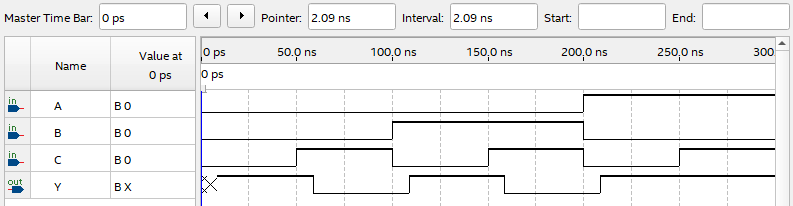 Master Time Bar: 0 ps Pointer: 2.09 ns Interval: 2.09 ns Start: End:
Name Value at 0 ps
0 ps 50.0 ns 100.0 ns 150.0 ns 200.0 ns 250.0 ns 300.
0 ps
in A B 0
in B B 0
in C B 0
out Y B X